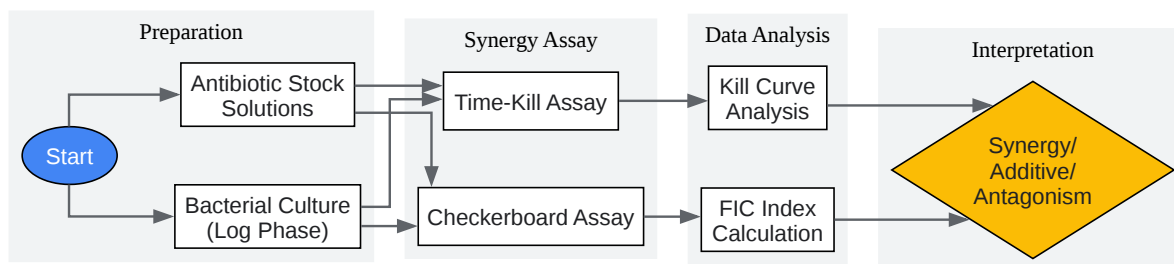 Preparation
Synergy Assay
Data Analysis
Interpretation
Start
Antibiotic Stock
Solutions
Bacterial Culture
(Log Phase)
Time-Kill Assay
Checkerboard Assay
Kill Curve
Analysis
FIC Index
Calculation
Synergy/
Additive/
Antagonism